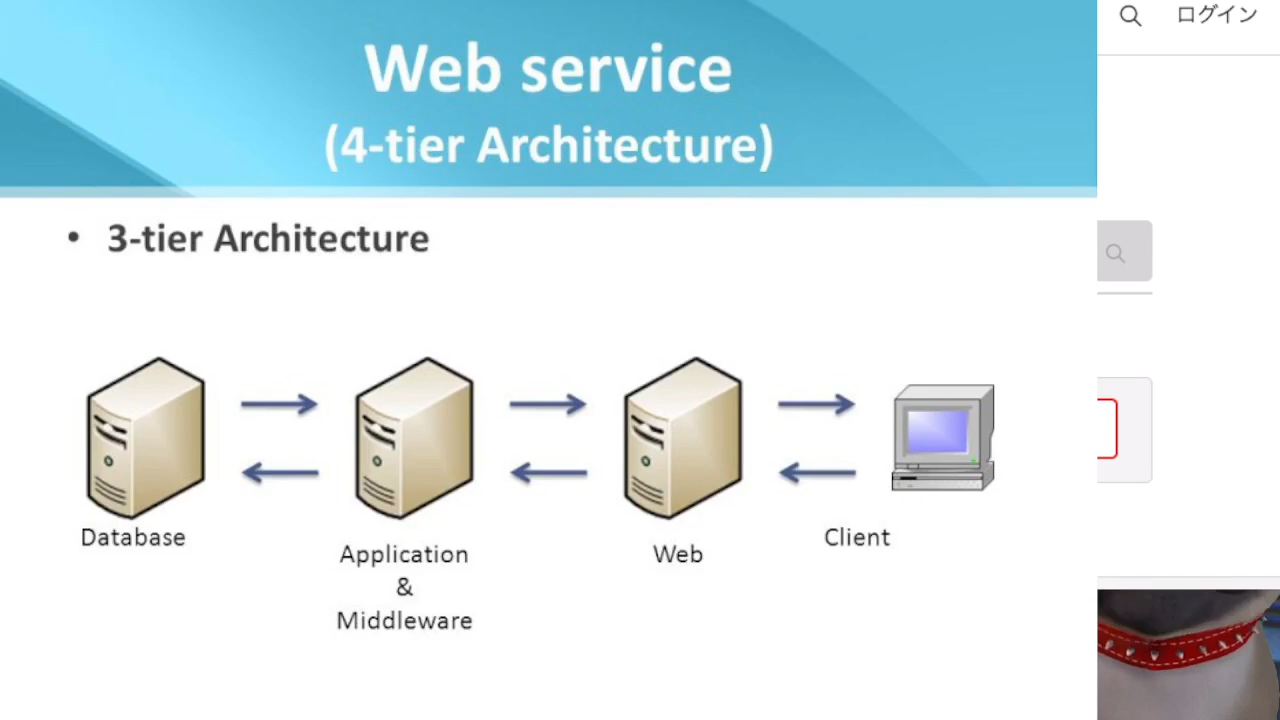 Web service
(4-tier Architecture)
ログイン
• 3-tier Architecture
Database
Application
&
Middleware
Web
Client